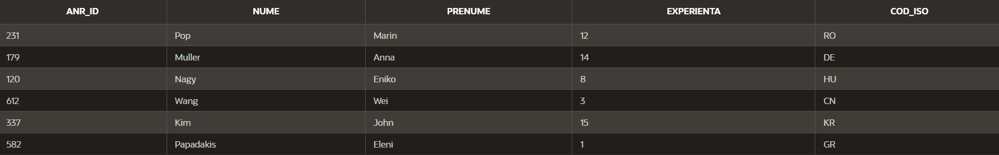 ANR_ID NUME PRENUME EXPERIENTA COD_ISO
231 Pop Marin 12 RO
179 Muller Anna 14 DE
120 Nagy Eniko 8 HU
612 Wang Wei 3 CN
337 Kim John 15 KR
582 Papadakis Eleni 1 GR